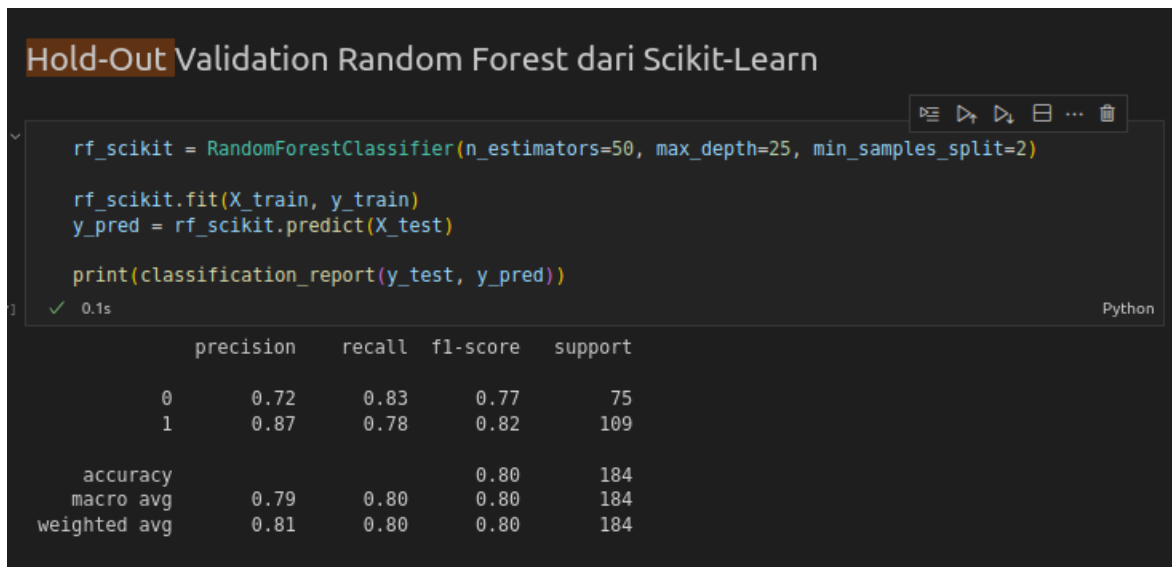 Hold-Out Validation Random Forest dari Scikit-Learn
rf_scikit = RandomForestClassifier(n_estimators=50, max_depth=25, min_samples_split=2)
rf_scikit.fit(X_train, y_train)
y_pred = rf_scikit.predict(X_test)
print(classification_report(y_test, y_pred))
✓ 0.1s Python
precision recall f1-score support
0 0.72 0.83 0.77 75
1 0.87 0.78 0.82 109
accuracy 0.80 184
macro avg 0.79 0.80 0.80 184
weighted avg 0.81 0.80 0.80 184